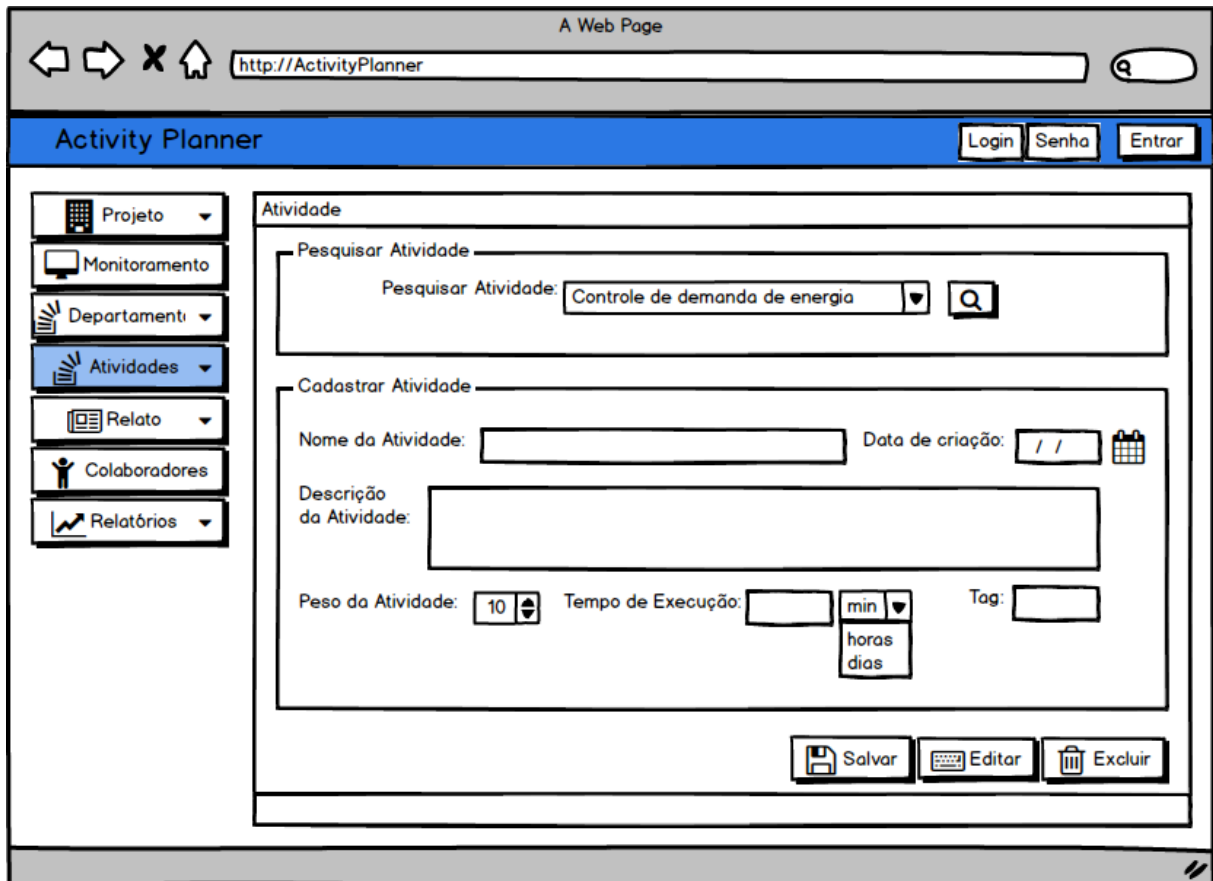 A Web Page
http://ActivityPlanner
Activity Planner
Login
Senha
Entrar
Projeto
Monitoramento
Departament
Atividades
Relato
Colaboradores
Relatórios
Atividade
Pesquisar Atividade
Pesquisar Atividade:
Controle de demanda de energia
Cadastrar Atividade
Nome da Atividade:
Data de criação:
/ /
Descrição
da Atividade:
Peso da Atividade:
10
Tempo de Execução:
min
horas
dias
Tag:
Salvar
Editar
Excluir